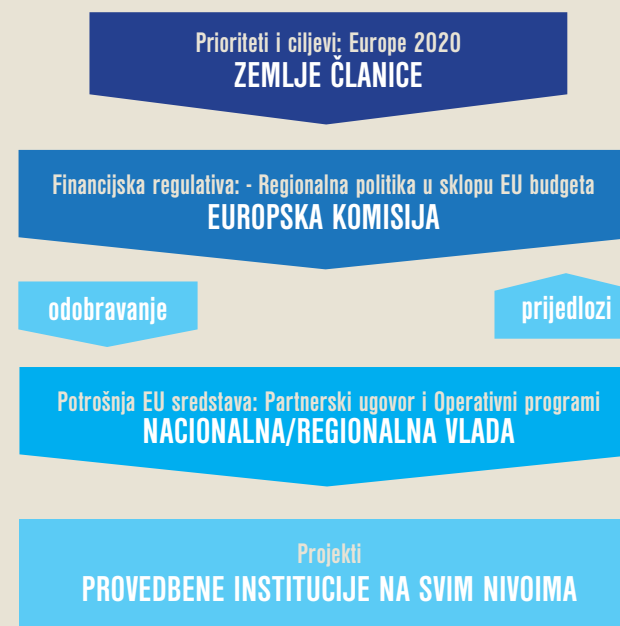 Prioriteti i ciljevi: Europe 2020
ZEMLJE ČLANICE
Financijska regulativa: - Regionalna politika u sklopu EU budgeta
EUROPSKA KOMISIJA
odobravanje
prijedlozi
Potrošnja EU sredstava: Partnerski ugovor i Operativni programi
NACIONALNA/REGIONALNA VLADA
Projekti
PROVEDBENE INSTITUCIJE NA SVIM NIVOIMA